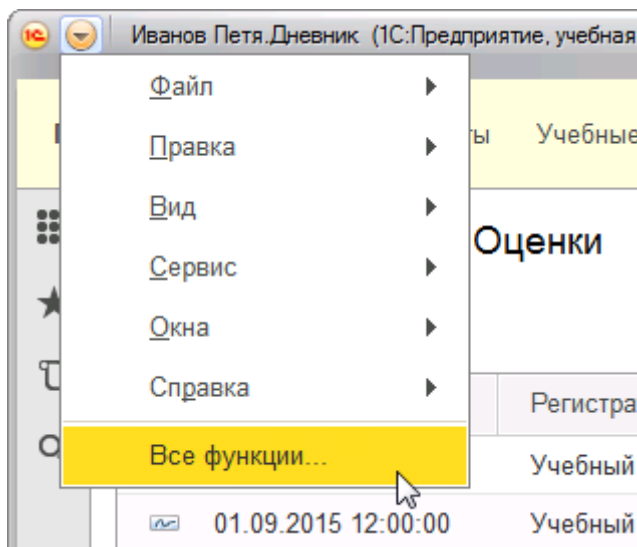 1С Иванов Петя.Дневник (1С:Предприятие, учебная
Файл
Правка
Вид
Сервис
Окна
Справка
Все функции...
Учебные
Оценки
Регистра
Учебный
01.09.2015 12:00:00 Учебный